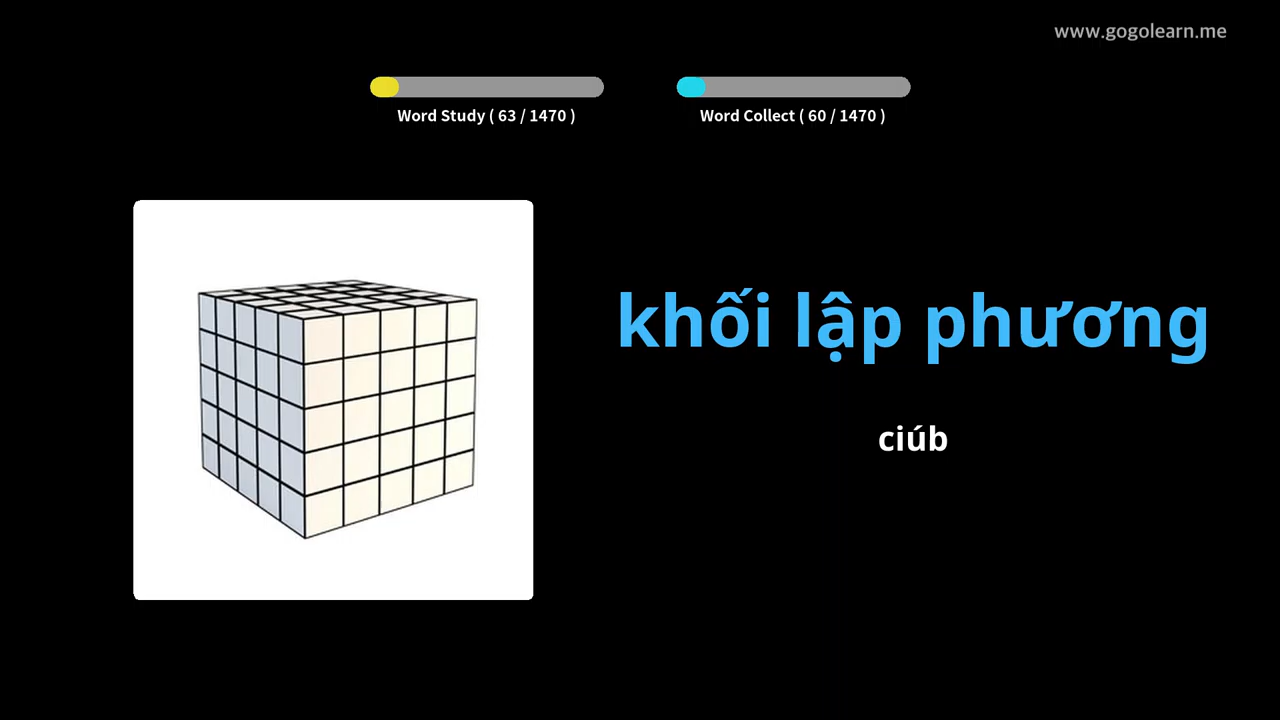 www.gogolearn.me
Word Study ( 63 / 1470 )
Word Collect ( 60 / 1470 )
khối lập phương
ciúb